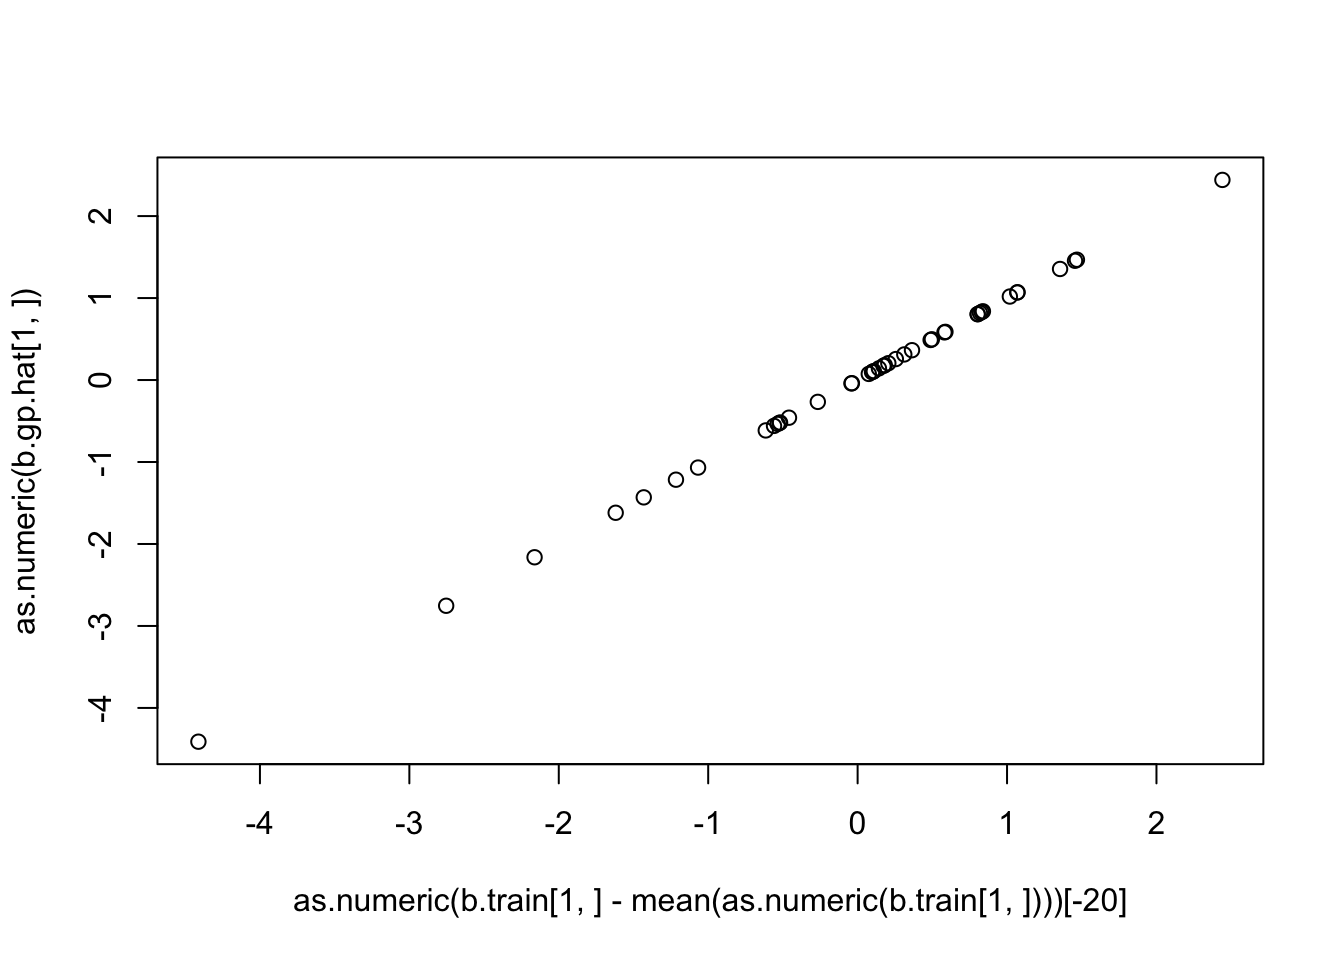 as.numeric(b.gp.hat[1, ])
2
1
0
-1
-2
-3
-4
-4 -3 -2 -1 0 1 2
as.numeric(b.train[1, ] - mean(as.numeric(b.train[1, ])))[-20]